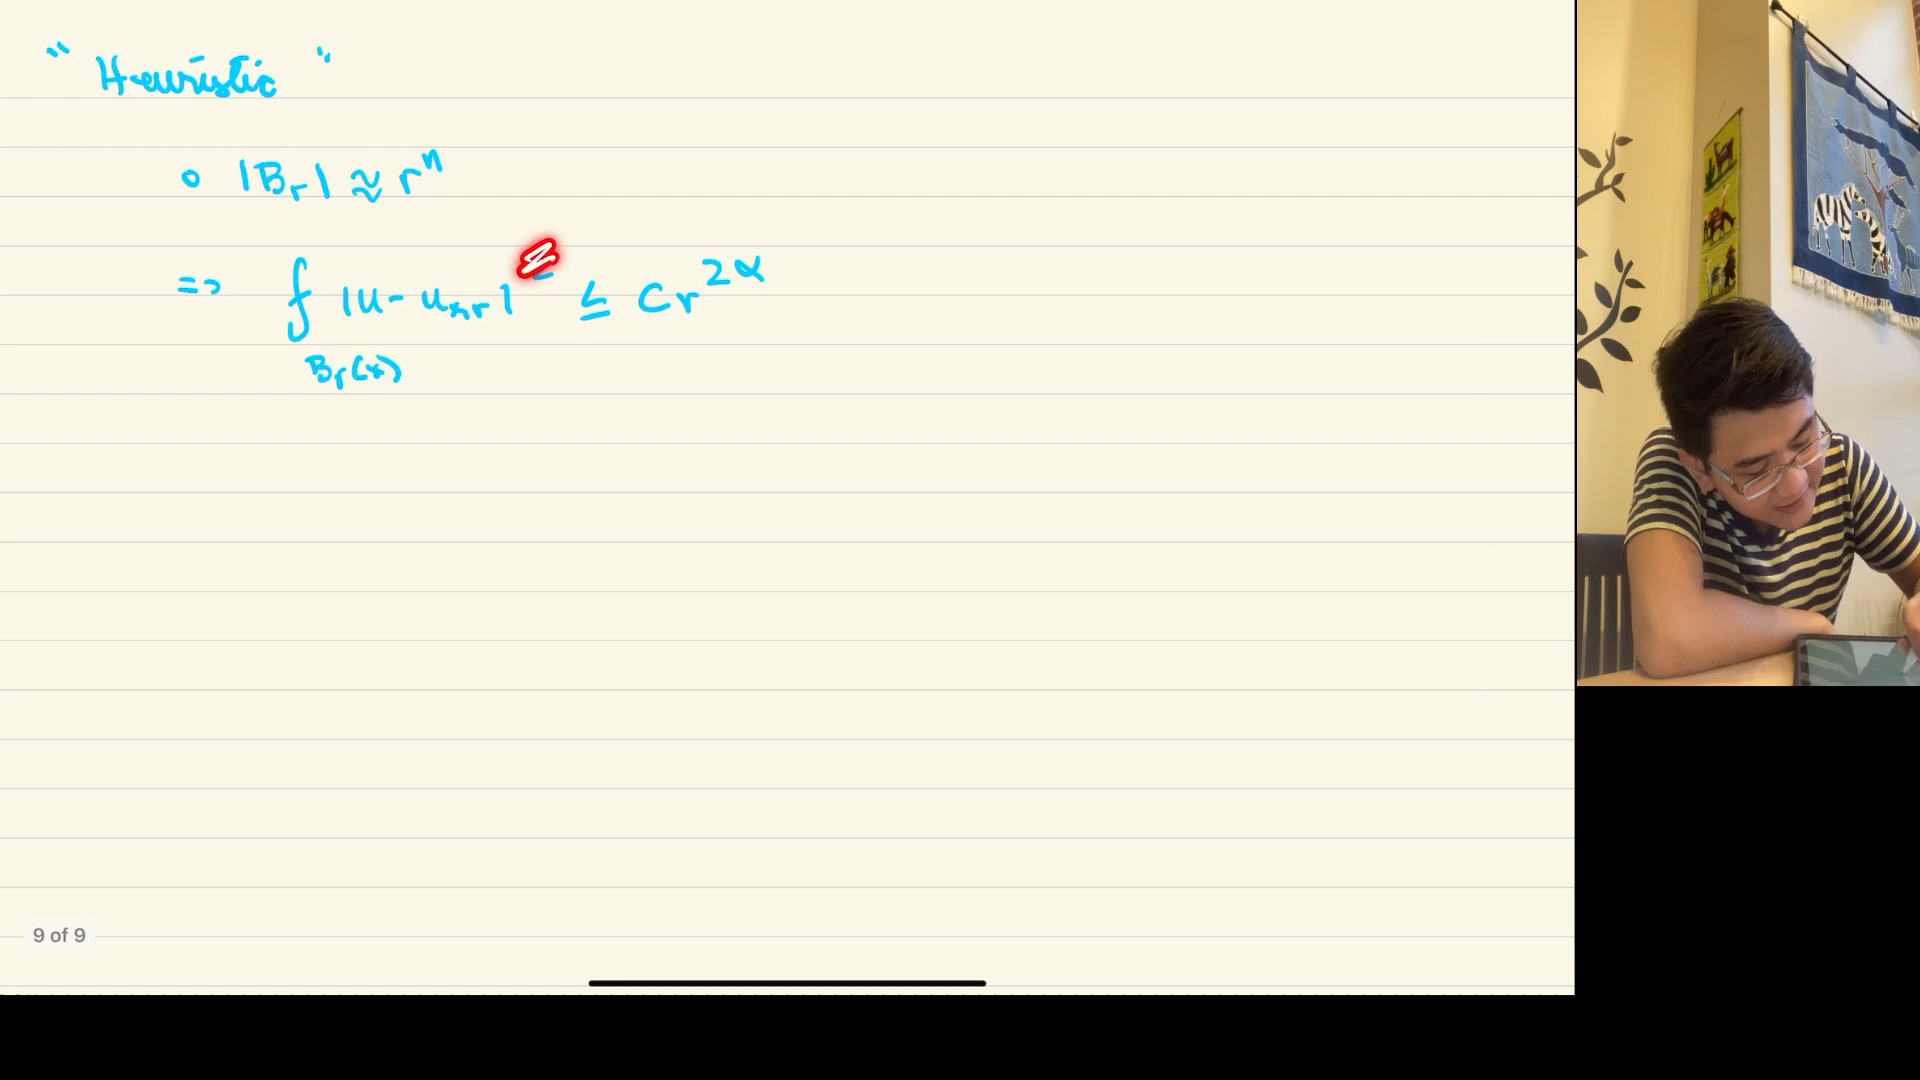 " Heuristic "
○ |B_r| ≈ r^n
=> ⨍ |u - u_{x,r}|^2 ≤ C r^{2α}
B_r(x)
9 of 9